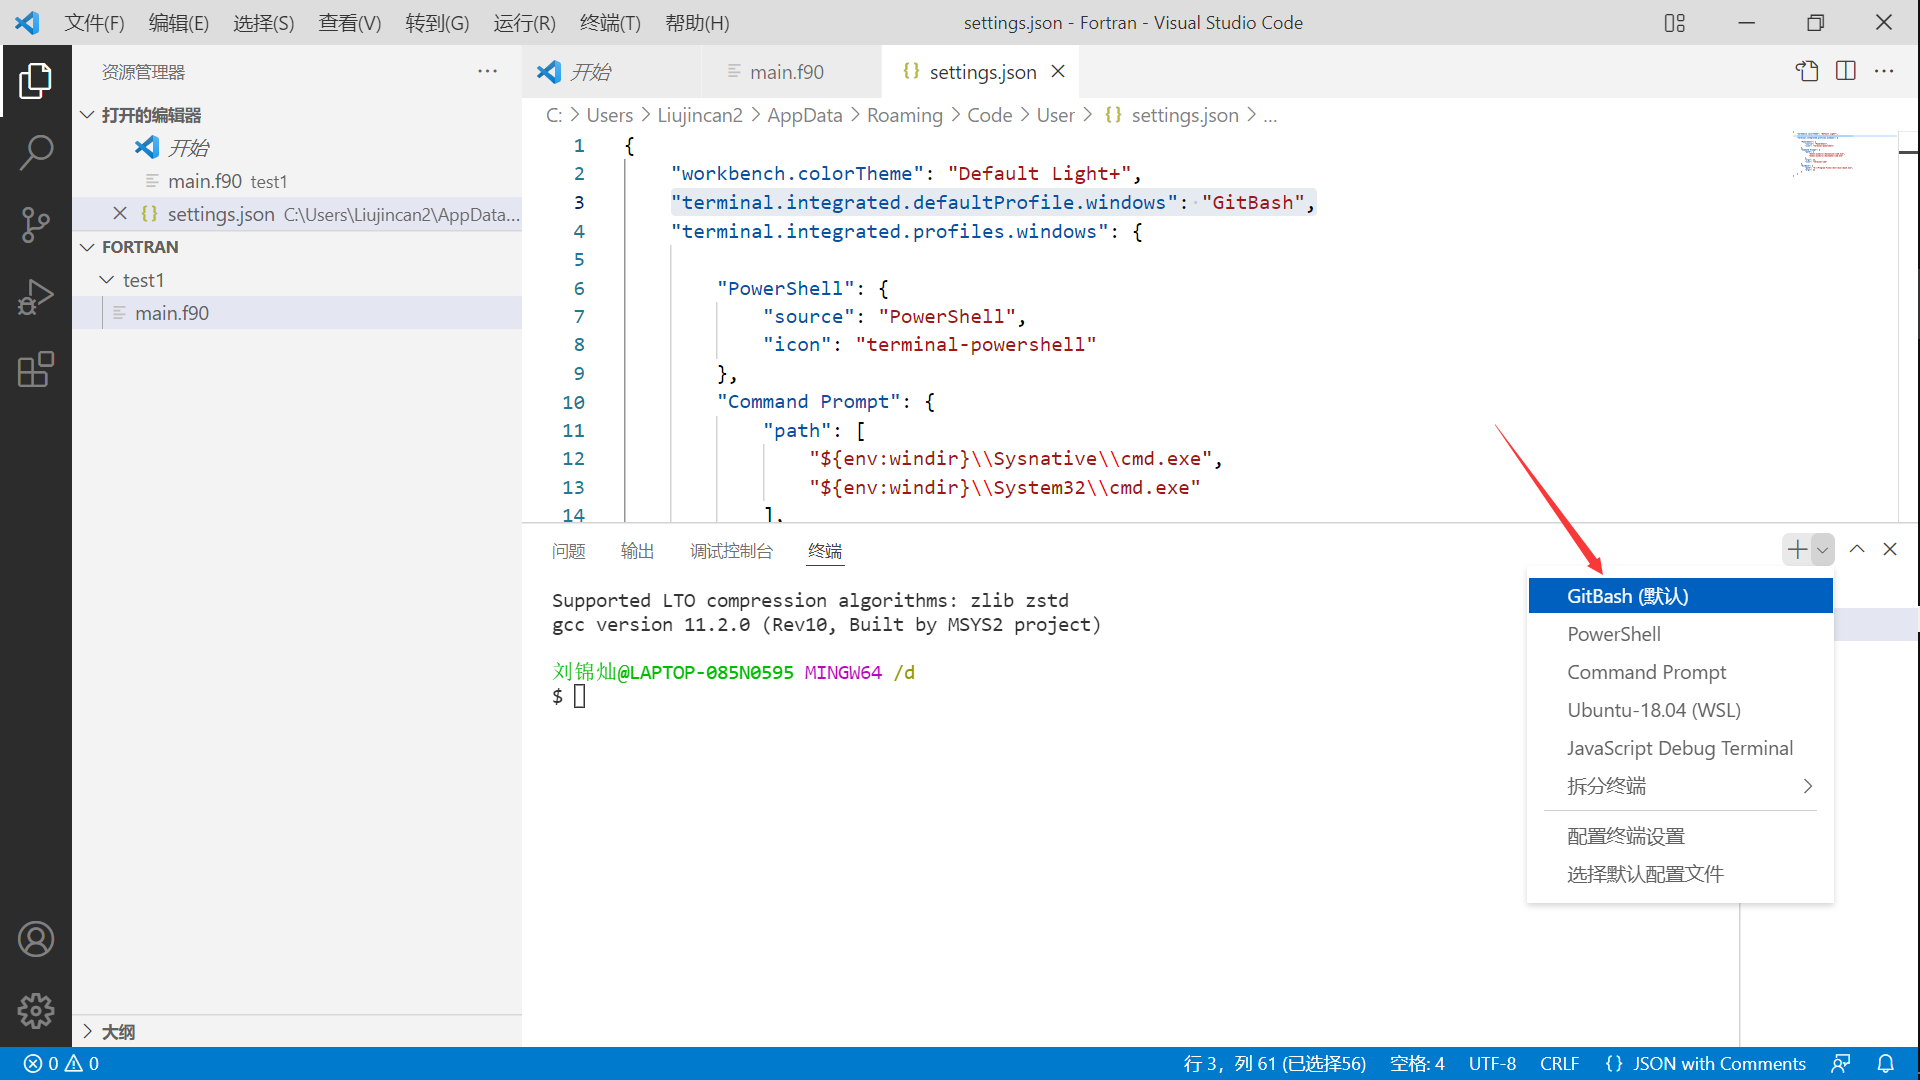 文件(F) 编辑(E) 选择(S) 查看(V) 转到(G) 运行(R) 终端(T) 帮助(H) settings.json - Fortran - Visual Studio Code
资源管理器
打开的编辑器
开始
main.f90 test1
settings.json C:\Users\Liujincan2\AppData...
FORTRAN
test1
main.f90
大纲
开始 main.f90 {} settings.json
C: > Users > Liujincan2 > AppData > Roaming > Code > User > {} settings.json > ...
1 {
2 "workbench.colorTheme": "Default Light+",
3 "terminal.integrated.defaultProfile.windows": "GitBash",
4 "terminal.integrated.profiles.windows": {
5
6 "PowerShell": {
7 "source": "PowerShell",
8 "icon": "terminal-powershell"
9 },
10 "Command Prompt": {
11 "path": [
12 "${env:windir}\\Sysnative\\cmd.exe",
13 "${env:windir}\\System32\\cmd.exe"
14 ],
问题 输出 调试控制台 终端
Supported LTO compression algorithms: zlib zstd
gcc version 11.2.0 (Rev10, Built by MSYS2 project)
刘锦灿@LAPTOP-085N0595 MINGW64 /d
$
GitBash (默认)
PowerShell
Command Prompt
Ubuntu-18.04 (WSL)
JavaScript Debug Terminal
拆分终端
配置终端设置
选择默认配置文件
0 0 行 3，列 61 (已选择56) 空格: 4 UTF-8 CRLF {} JSON with Comments